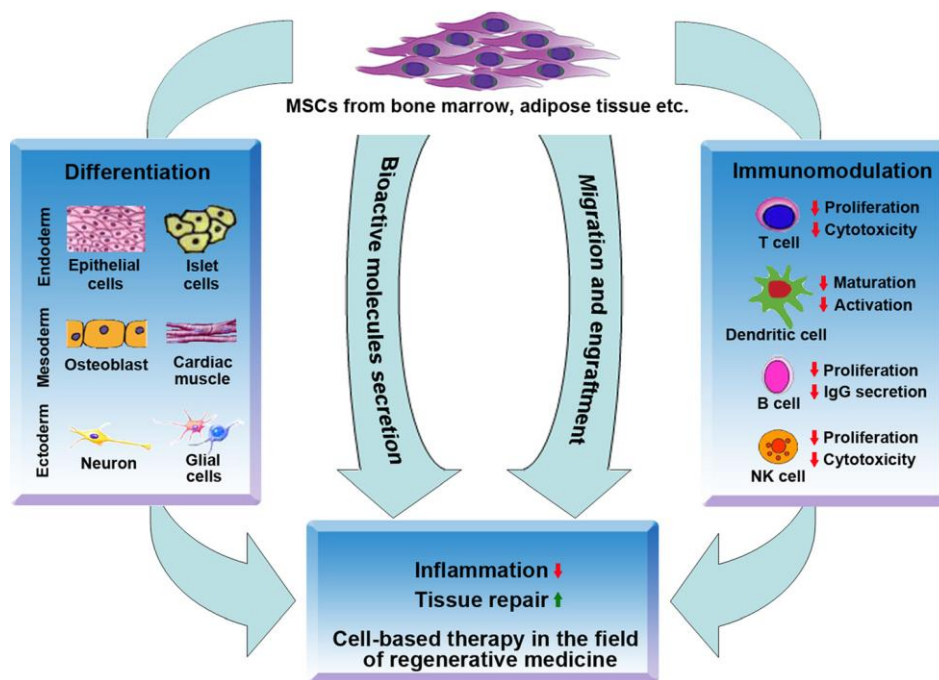 MSCs from bone marrow, adipose tissue etc.
Differentiation
Endoderm
Epithelial
cells
Islet
cells
Mesoderm
Osteoblast
Cardiac
muscle
Ectoderm
Neuron
Glial
cells
Bioactive molecules secretion
Migration and engraftment
Immunomodulation
T cell
Proliferation
Cytotoxicity
Dendritic cell
Maturation
Activation
B cell
Proliferation
IgG secretion
NK cell
Proliferation
Cytotoxicity
Inflammation
Tissue repair
Cell-based therapy in the field
of regenerative medicine